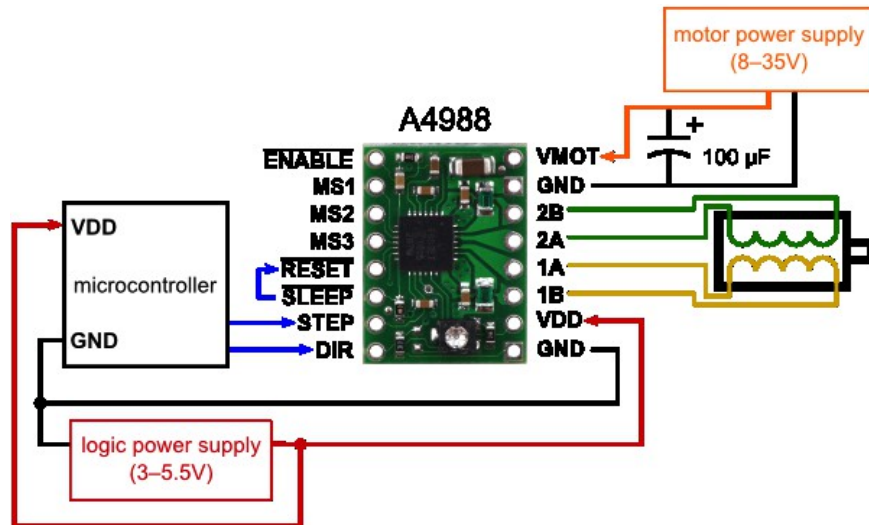 motor power supply
(8–35V)
A4988
ENABLE
MS1
MS2
MS3
RESET
SLEEP
STEP
DIR
VMOT
GND
2B
2A
1A
1B
VDD
GND
+
100 µF
VDD
microcontroller
GND
logic power supply
(3–5.5V)